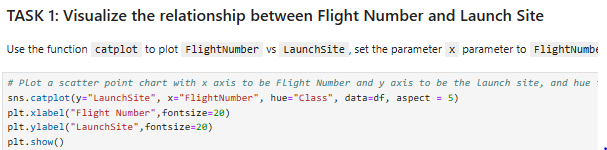 TASK 1: Visualize the relationship between Flight Number and Launch Site
Use the function catplot to plot FlightNumber vs LaunchSite , set the parameter x parameter to FlightNumbe
# Plot a scatter point chart with x axis to be Flight Number and y axis to be the launch site, and hue
sns.catplot(y="LaunchSite", x="FlightNumber", hue="Class", data=df, aspect = 5)
plt.xlabel("Flight Number",fontsize=20)
plt.ylabel("LaunchSite",fontsize=20)
plt.show()